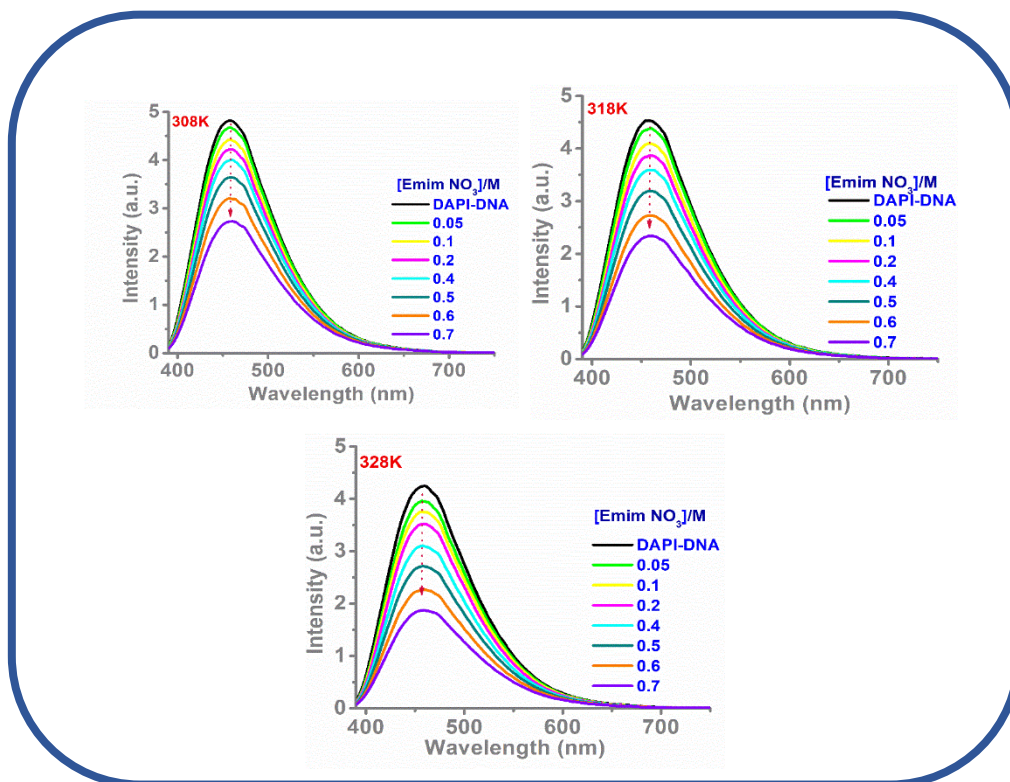 308K
[Emim NO3]/M
DAPI-DNA
0.05
0.1
0.2
0.4
0.5
0.6
0.7
Intensity (a.u.)
5
4
3
2
1
0
400 500 600 700
Wavelength (nm)
318K
[Emim NO3]/M
DAPI-DNA
0.05
0.1
0.2
0.4
0.5
0.6
0.7
Intensity (a.u.)
5
4
3
2
1
0
400 500 600 700
Wavelength (nm)
328K
[Emim NO3]/M
DAPI-DNA
0.05
0.1
0.2
0.4
0.5
0.6
0.7
Intensity (a.u.)
5
4
3
2
1
0
400 500 600 700
Wavelength (nm)